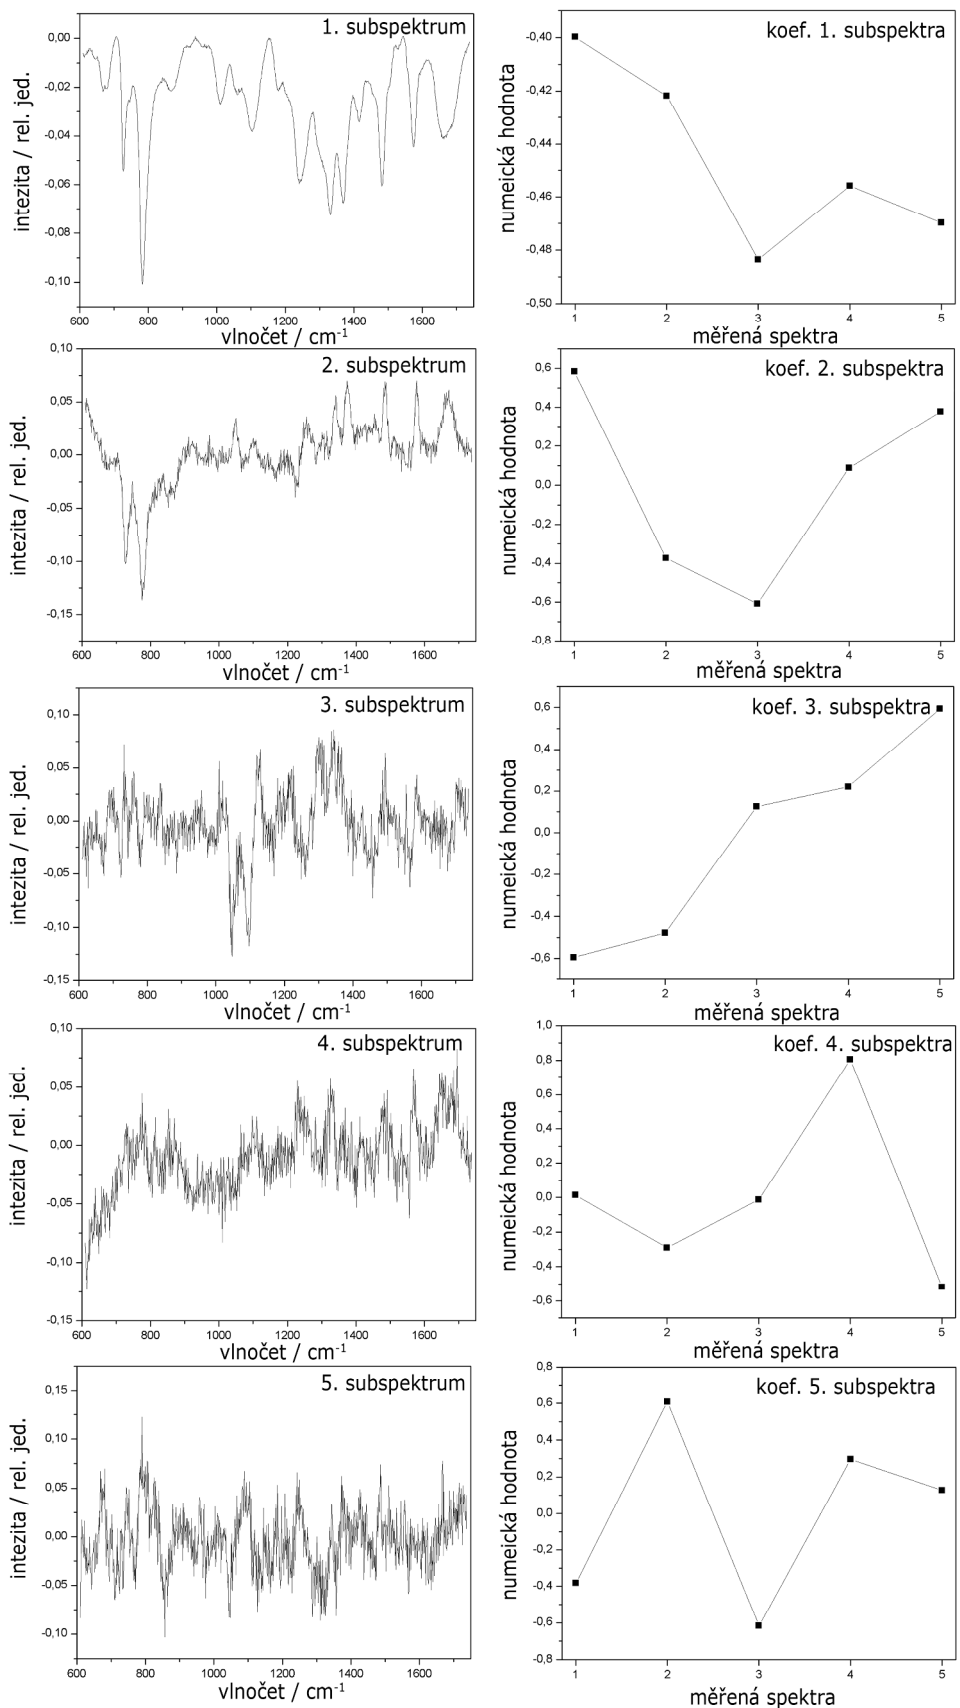 1. subspektrum
intezita / rel. jed.
0,00
-0,02
-0,04
-0,06
-0,08
-0,10
600 800 1000 1200 1400 1600
vlnočet / cm-1
koef. 1. subspektra
numeická hodnota
-0,40
-0,42
-0,44
-0,46
-0,48
-0,50
1 2 3 4 5
měřená spektra
2. subspektrum
intezita / rel. jed.
0,10
0,05
0,00
-0,05
-0,10
-0,15
600 800 1000 1200 1400 1600
vlnočet / cm-1
koef. 2. subspektra
numeická hodnota
0,6
0,4
0,2
0,0
-0,2
-0,4
-0,6
-0,8
1 2 3 4 5
měřená spektra
3. subspektrum
intezita / rel. jed.
0,10
0,05
0,00
-0,05
-0,10
-0,15
600 800 1000 1200 1400 1600
vlnočet / cm-1
koef. 3. subspektra
numeická hodnota
0,6
0,4
0,2
0,0
-0,2
-0,4
-0,6
1 2 3 4 5
měřená spektra
4. subspektrum
intezita / rel. jed.
0,10
0,05
0,00
-0,05
-0,10
-0,15
600 800 1000 1200 1400 1600
vlnočet / cm-1
koef. 4. subspektra
numeická hodnota
1,0
0,8
0,6
0,4
0,2
0,0
-0,2
-0,4
-0,6
1 2 3 4 5
měřená spektra
5. subspektrum
intezita / rel. jed.
0,15
0,10
0,05
0,00
-0,05
-0,10
600 800 1000 1200 1400 1600
vlnočet / cm-1
koef. 5. subspektra
numeická hodnota
0,8
0,6
0,4
0,2
0,0
-0,2
-0,4
-0,6
-0,8
1 2 3 4 5
měřená spektra